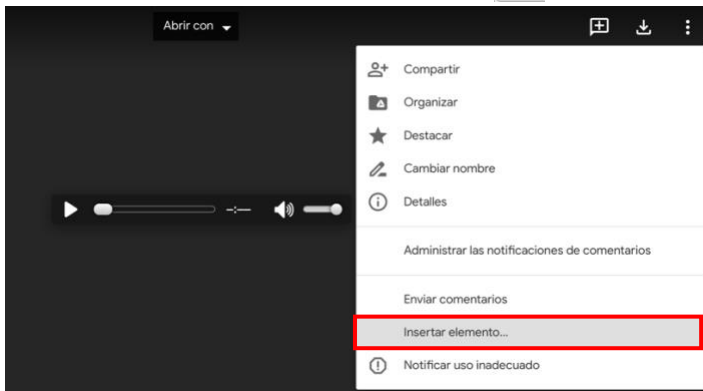 Abrir con
Compartir
Organizar
Destacar
Cambiar nombre
Detalles
-:--
Administrar las notificaciones de comentarios
Enviar comentarios
Insertar elemento...
Notificar uso inadecuado